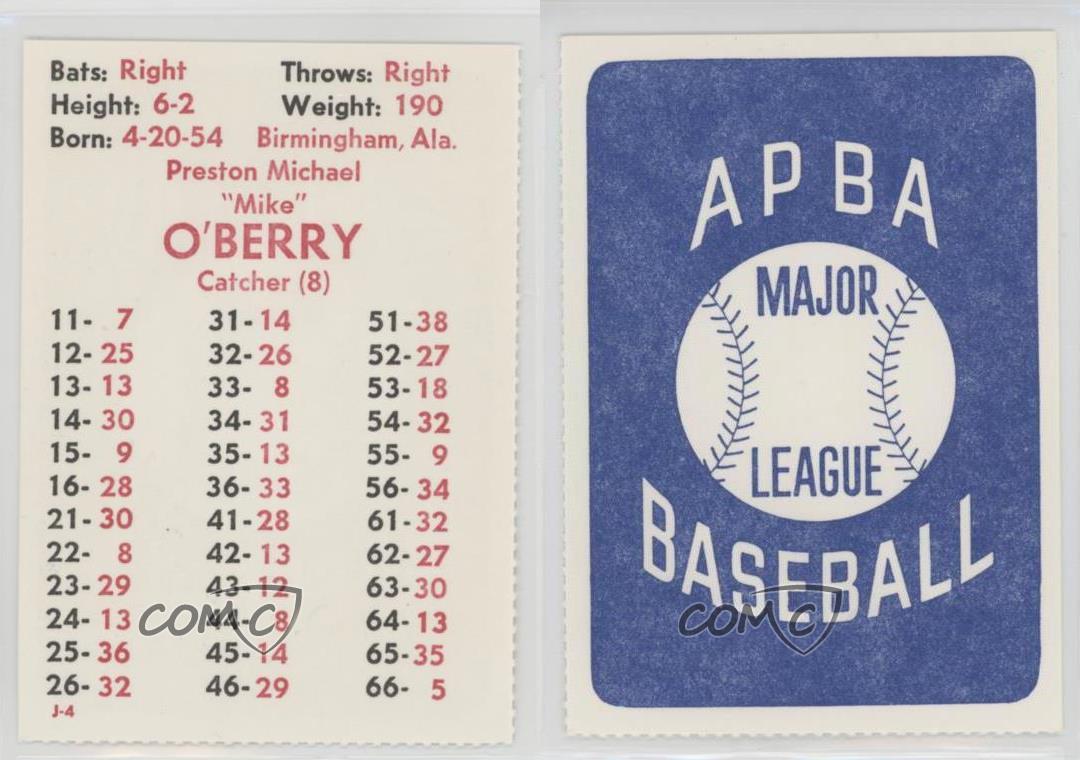 Bats: Right Throws: Right
Height: 6-2 Weight: 190
Born: 4-20-54 Birmingham, Ala.
Preston Michael
"Mike"
O'BERRY
Catcher (8)
11- 7 31-14 51-38
12-25 32-26 52-27
13-13 33- 8 53-18
14-30 34-31 54-32
15- 9 35-13 55- 9
16-28 36-33 56-34
21-30 41-28 61-32
22- 8 42-13 62-27
23-29 43-12 63-30
24-13 44- 8 64-13
25-36 45-14 65-35
26-32 46-29 66- 5
J-4
COMC
APBA
MAJOR
LEAGUE
BASEBALL
COMC